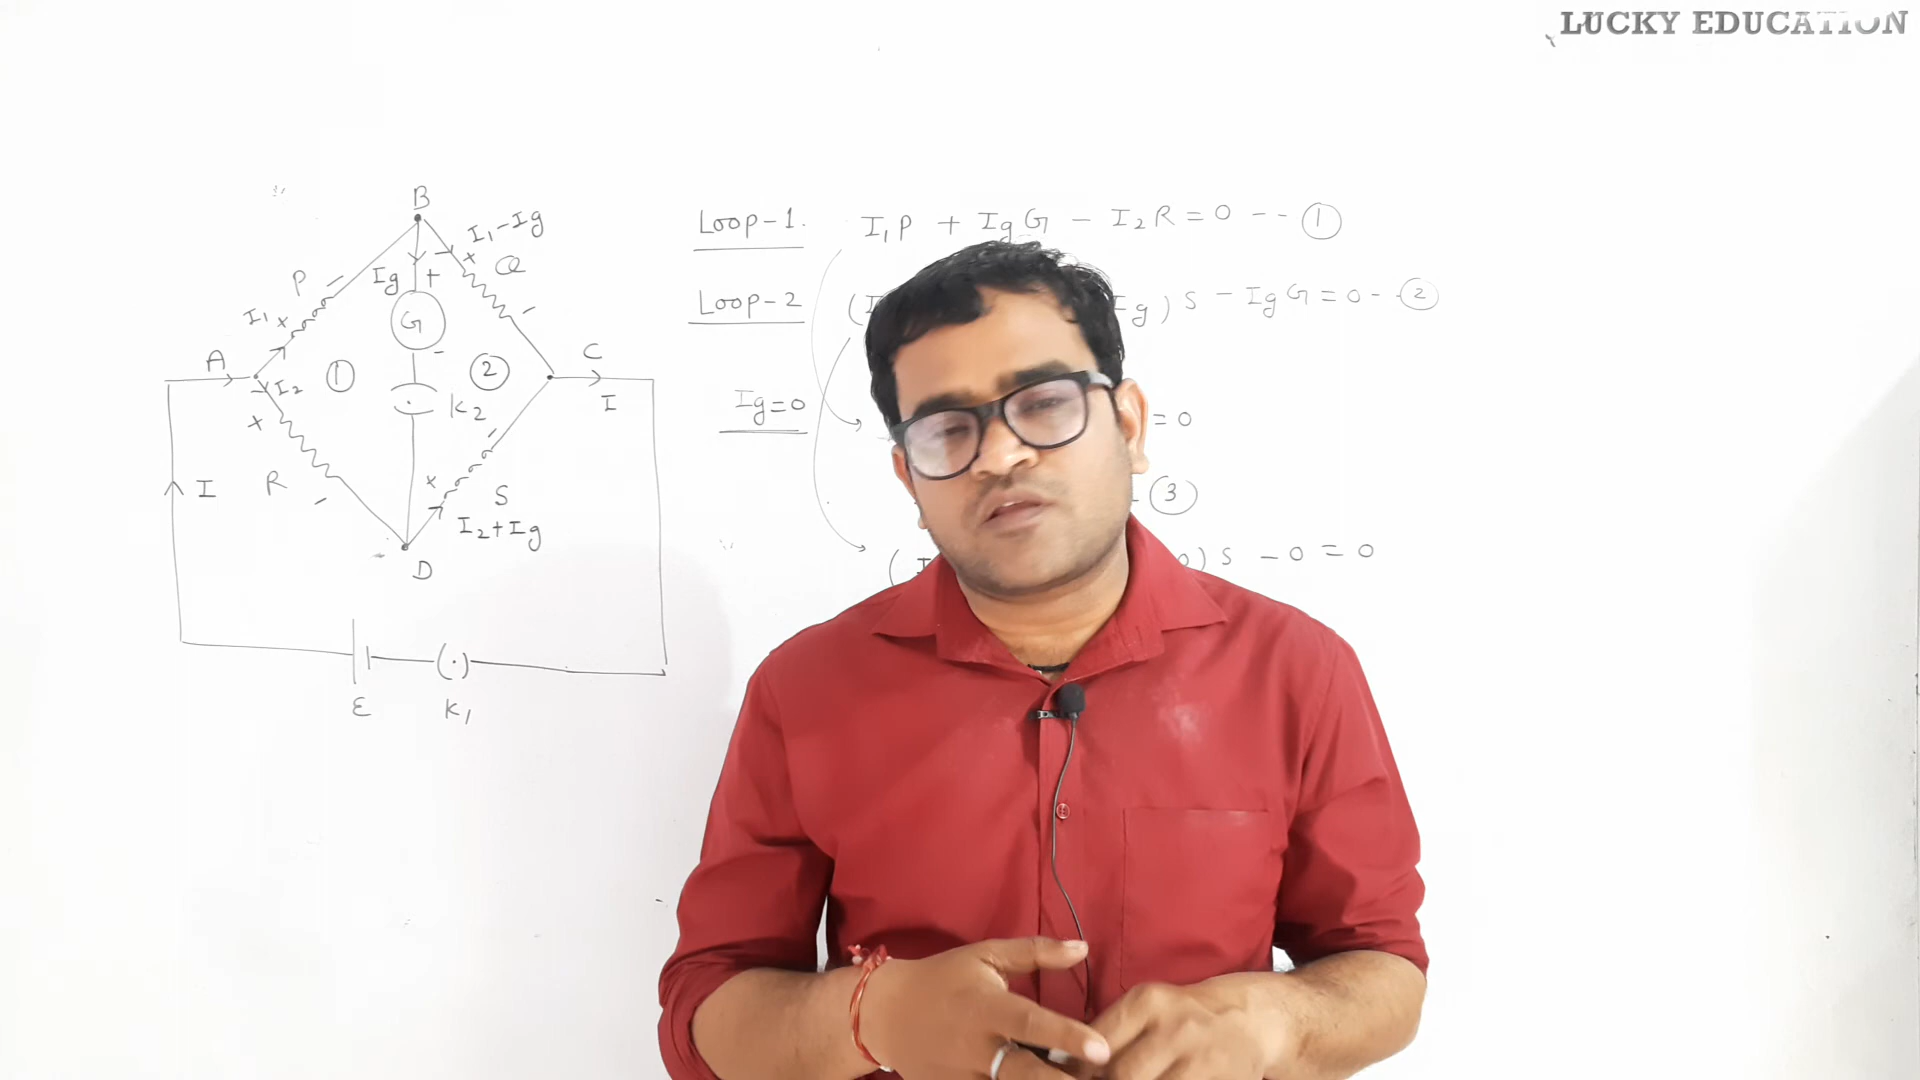 LUCKY EDUCATION
B
I₁-Ig
P
Ig
+
Q
I₁
G
A
I₂
1
2
C
K₂
I
I
R
S
I₂+Ig
D
E
K₁
Loop-1. I₁P + IgG - I₂R = 0 -- 1
Loop-2 (I g) S - IgG = 0 - - 2
Ig=0 = 0
3
(I 0) S - 0 = 0